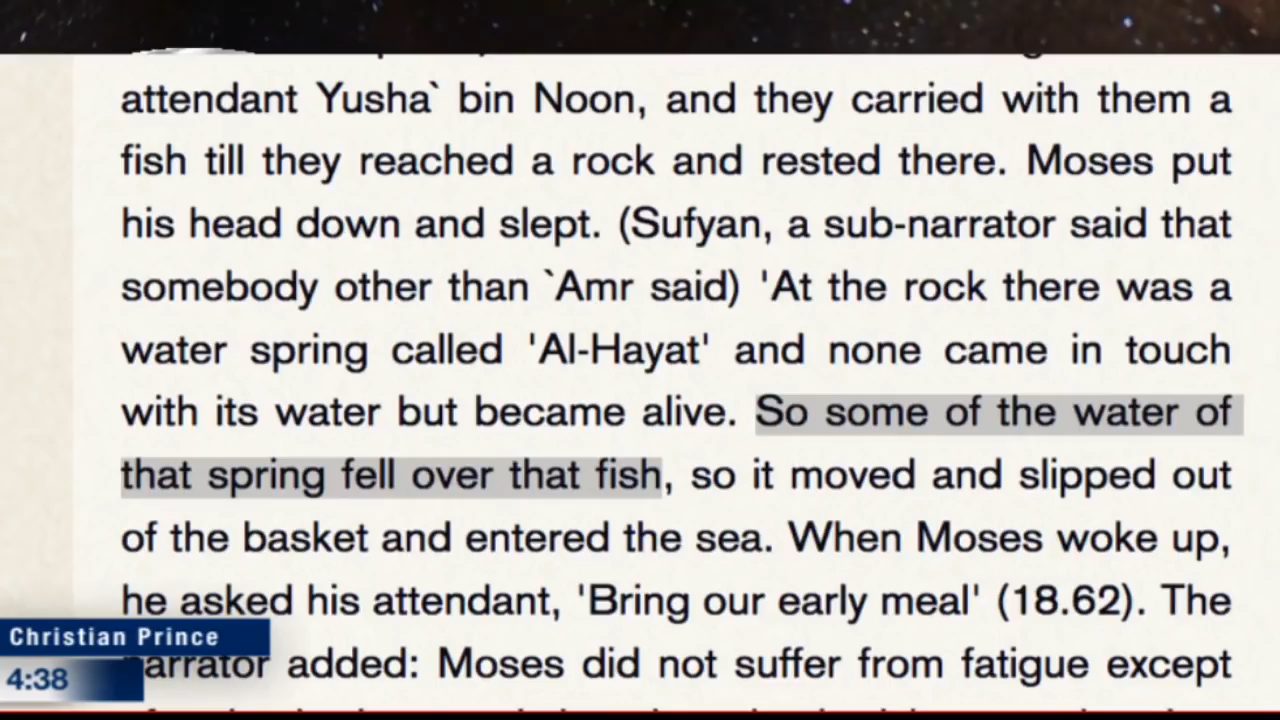 attendant Yusha` bin Noon, and they carried with them a
fish till they reached a rock and rested there. Moses put
his head down and slept. (Sufyan, a sub-narrator said that
somebody other than `Amr said) 'At the rock there was a
water spring called 'Al-Hayat' and none came in touch
with its water but became alive. So some of the water of
that spring fell over that fish, so it moved and slipped out
of the basket and entered the sea. When Moses woke up,
he asked his attendant, 'Bring our early meal' (18.62). The
narrator added: Moses did not suffer from fatigue except
Christian Prince
4:38